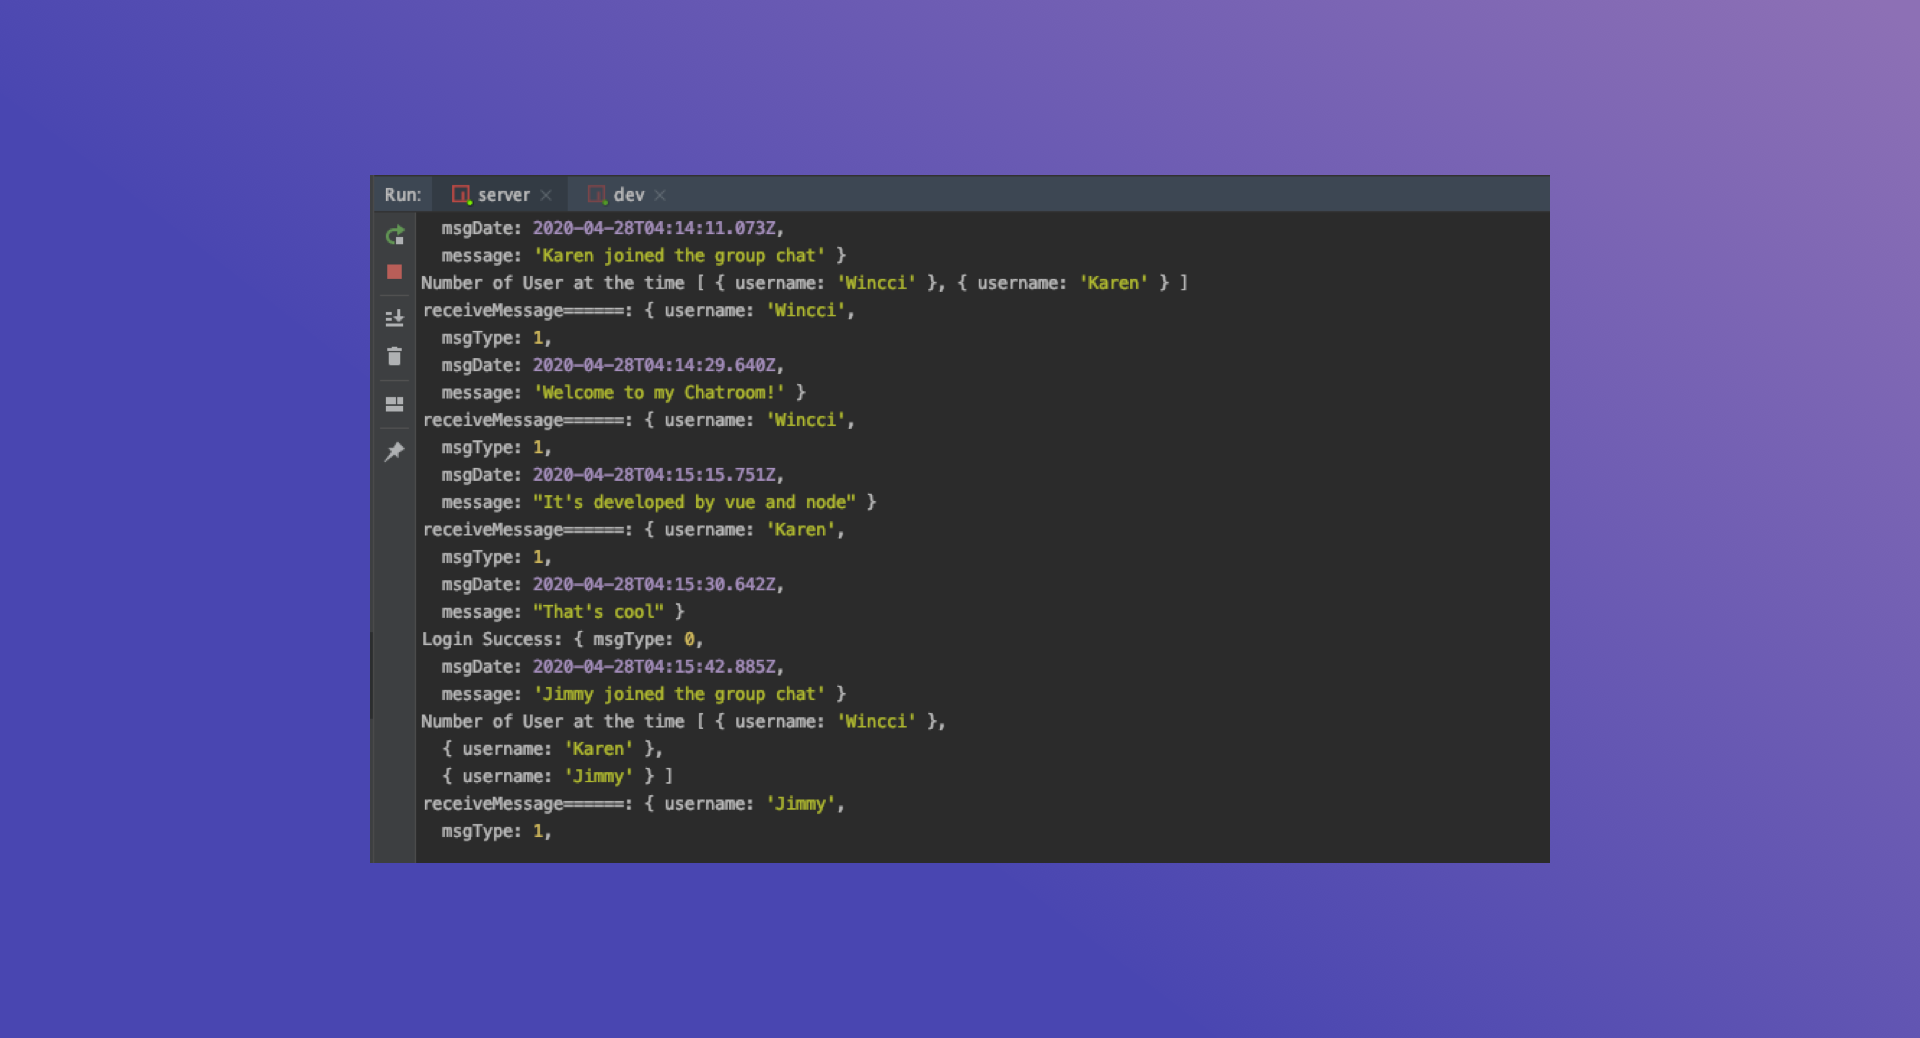 Run: server dev
msgDate: 2020-04-28T04:14:11.073Z,
message: 'Karen joined the group chat' }
Number of User at the time [ { username: 'Wincci' }, { username: 'Karen' } ]
receiveMessage======: { username: 'Wincci',
msgType: 1,
msgDate: 2020-04-28T04:14:29.640Z,
message: 'Welcome to my Chatroom!' }
receiveMessage======: { username: 'Wincci',
msgType: 1,
msgDate: 2020-04-28T04:15:15.751Z,
message: "It's developed by vue and node" }
receiveMessage======: { username: 'Karen',
msgType: 1,
msgDate: 2020-04-28T04:15:30.642Z,
message: "That's cool" }
Login Success: { msgType: 0,
msgDate: 2020-04-28T04:15:42.885Z,
message: 'Jimmy joined the group chat' }
Number of User at the time [ { username: 'Wincci' },
{ username: 'Karen' },
{ username: 'Jimmy' } ]
receiveMessage======: { username: 'Jimmy',
msgType: 1,